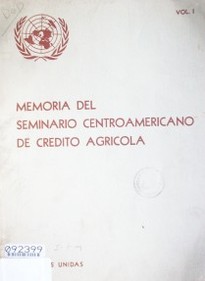 VOL. I
MEMORIA DEL
SEMINARIO CENTROAMERICANO
DE CREDITO AGRICOLA
092399
UNIDAS